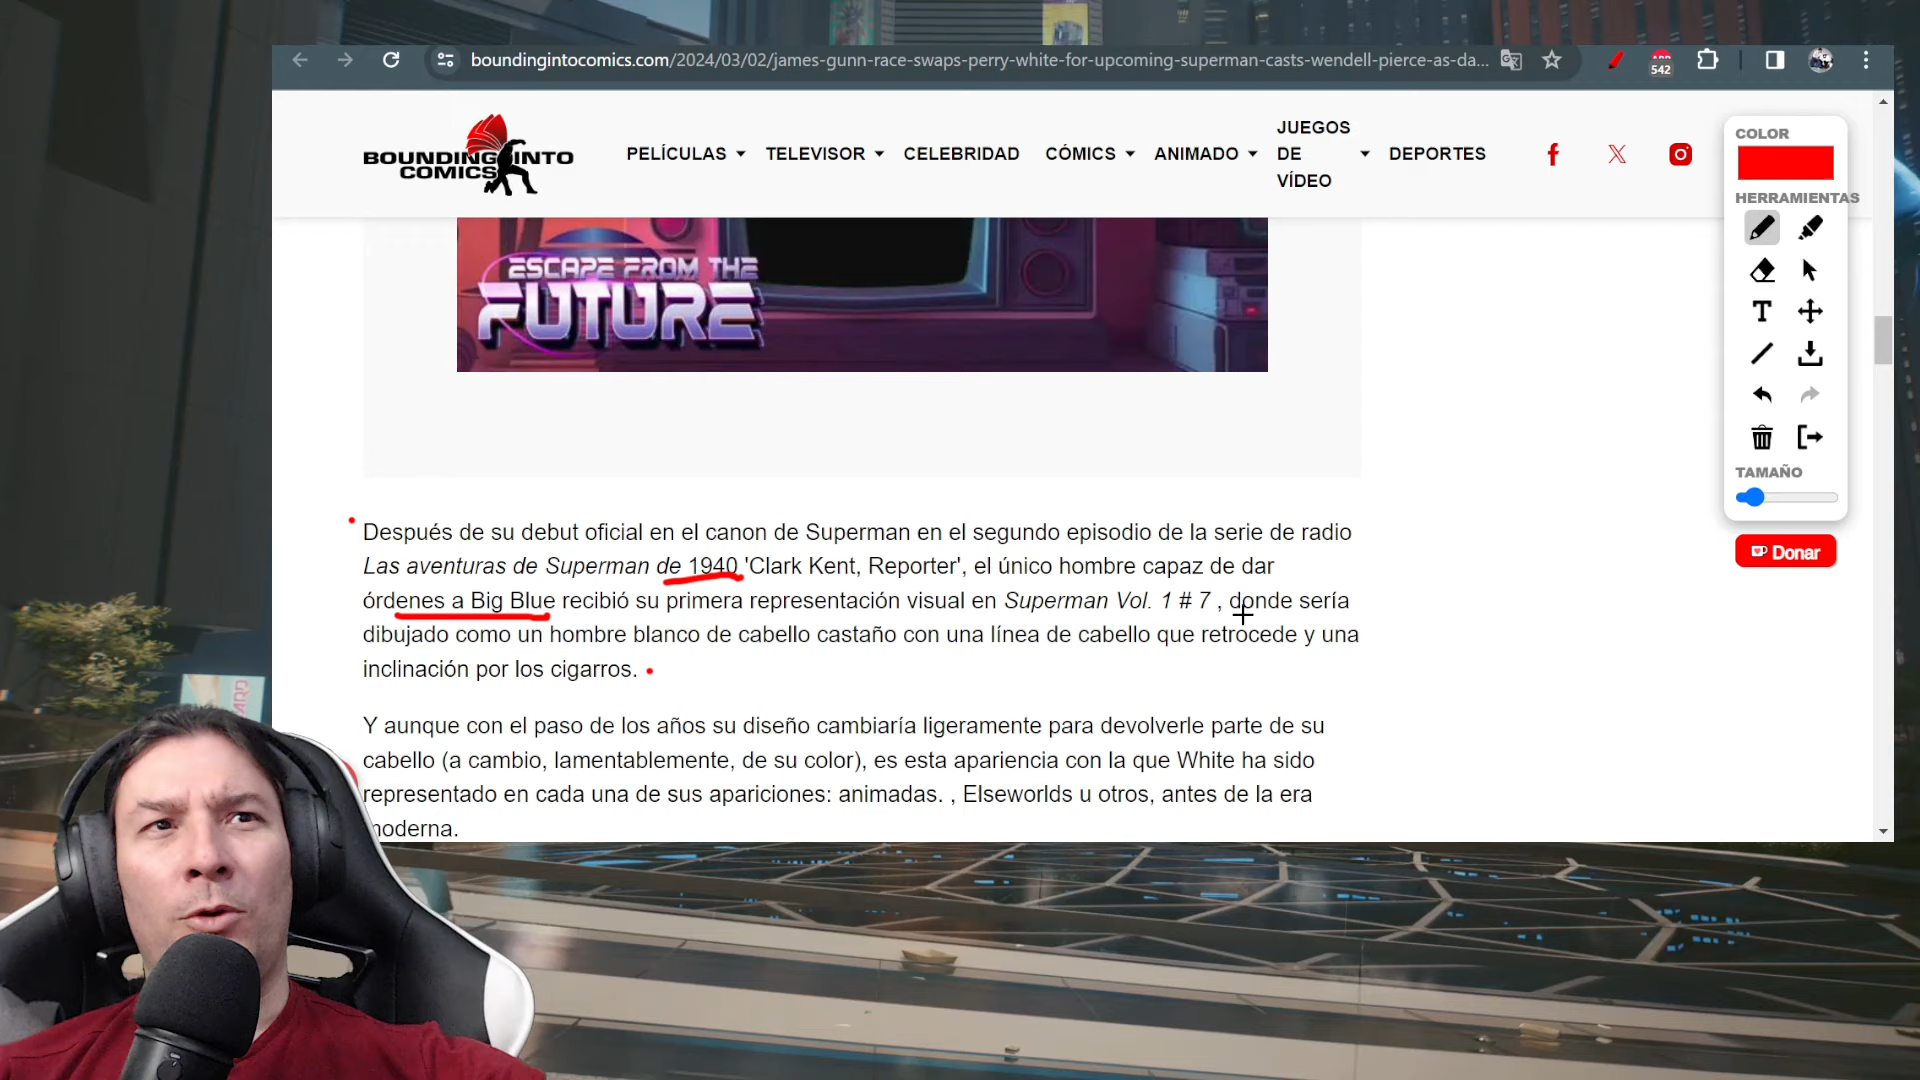 boundingintocomics.com/2024/03/02/james-gunn-race-swaps-perry-white-for-upcoming-superman-casts-wendell-pierce-as-da...
542
BOUNDING INTO
COMICS
PELÍCULAS
TELEVISOR
CELEBRIDAD
CÓMICS
ANIMADO
JUEGOS
DE
VÍDEO
DEPORTES
ESCAPE FROM THE
FUTURE
Después de su debut oficial en el canon de Superman en el segundo episodio de la serie de radio
Las aventuras de Superman de 1940 'Clark Kent, Reporter', el único hombre capaz de dar
órdenes a Big Blue recibió su primera representación visual en Superman Vol. 1 # 7 , donde sería
dibujado como un hombre blanco de cabello castaño con una línea de cabello que retrocede y una
inclinación por los cigarros.
Y aunque con el paso de los años su diseño cambiaría ligeramente para devolverle parte de su
cabello (a cambio, lamentablemente, de su color), es esta apariencia con la que White ha sido
representado en cada una de sus apariciones: animadas. , Elseworlds u otros, antes de la era
moderna.
COLOR
HERRAMIENTAS
T
TAMAÑO
Donar